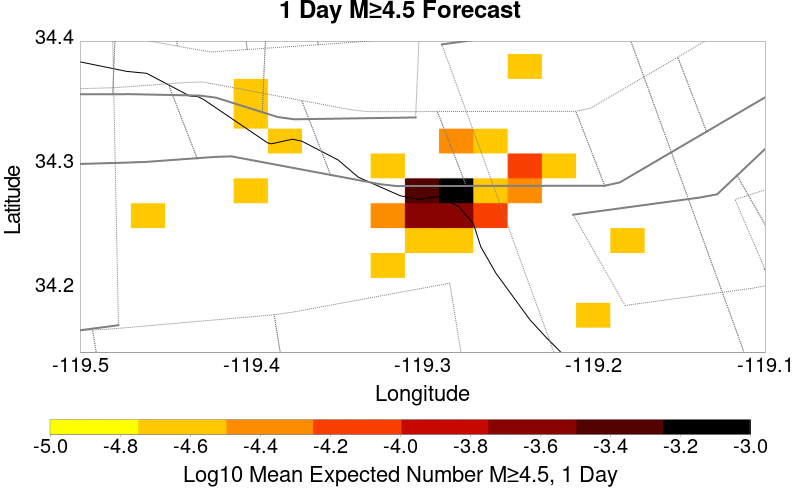 1 Day M≥4.5 Forecast
34.4
34.3
34.2
Latitude
-119.5 -119.4 -119.3 -119.2 -119.1
Longitude
-5.0 -4.8 -4.6 -4.4 -4.2 -4.0 -3.8 -3.6 -3.4 -3.2 -3.0
Log10 Mean Expected Number M≥4.5, 1 Day